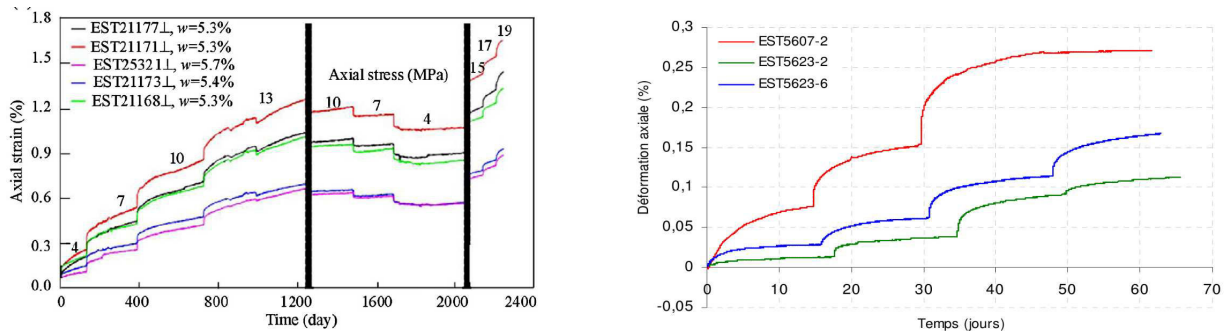 1.8
1.5
1.2
0.9
0.6
0.3
0.0
Axial strain (%)
EST21177⊥, w=5.3%
EST21171⊥, w=5.3%
EST25321⊥, w=5.7%
EST21173⊥, w=5.4%
EST21168⊥, w=5.3%
Axial stress (MPa)
4
7
10
13
10
7
4
15
17
19
0 400 800 1200 1600 2000 2400
Time (day)
0,3
0,25
0,2
0,15
0,1
0,05
0
-0,05
Déformation axiale (%)
EST5607-2
EST5623-2
EST5623-6
0 10 20 30 40 50 60 70
Temps (jours)